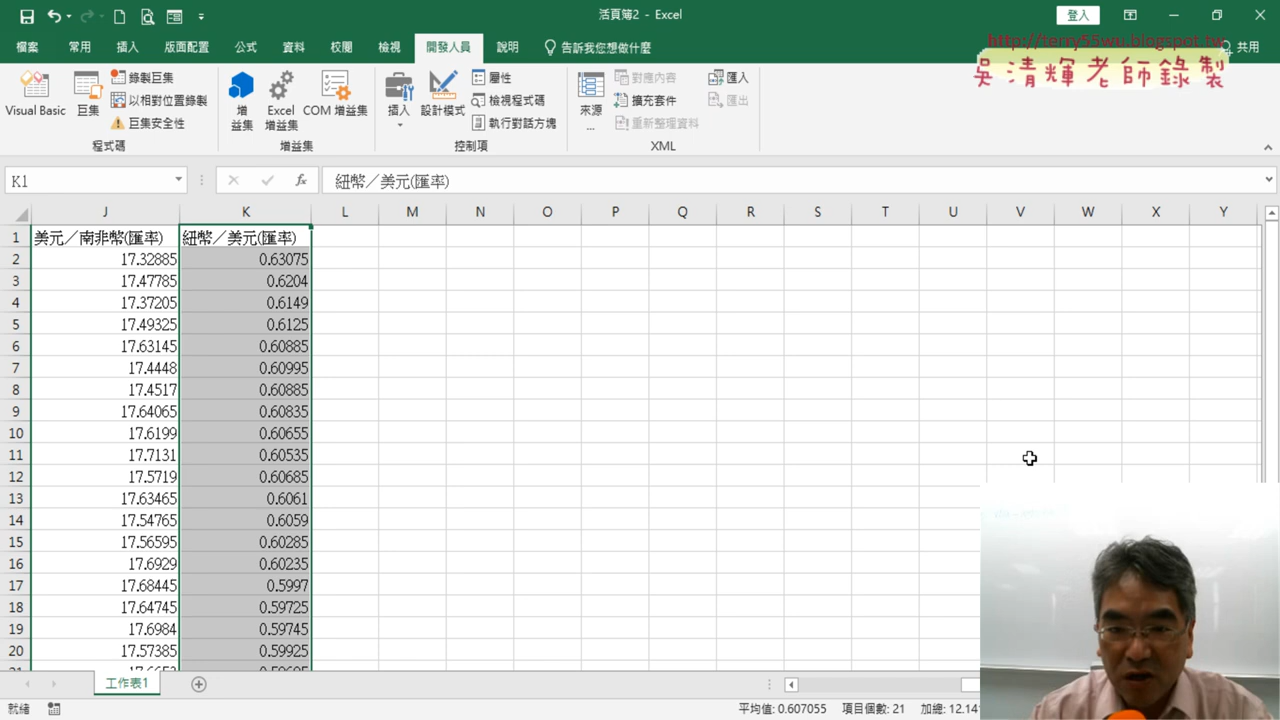 活頁簿2 - Excel
登入
檔案 常用 插入 版面配置 公式 資料 校閱 檢視 開發人員 說明 告訴我您想做什麼 共用
http://terry55wu.blogspot.tw
吳清輝老師錄製
Visual Basic 巨集 錄製巨集 以相對位置錄製 巨集安全性 程式碼
增益集 Excel 增益集 COM 增益集 增益集
插入 設計模式 屬性 檢視程式碼 執行對話方塊 控制項
來源 ... 對應內容 擴充套件 重新整理資料 匯入 匯出 XML
K1 fx 紐幣／美元(匯率)
J K L M N O P Q R S T U V W X Y
1 美元／南非幣(匯率) 紐幣／美元(匯率)
2 17.32885 0.63075
3 17.47785 0.6204
4 17.37205 0.6149
5 17.49325 0.6125
6 17.63145 0.60885
7 17.4448 0.60995
8 17.4517 0.60885
9 17.64065 0.60835
10 17.6199 0.60655
11 17.7131 0.60535
12 17.5719 0.60685
13 17.63465 0.6061
14 17.54765 0.6059
15 17.56595 0.60285
16 17.6929 0.60235
17 17.68445 0.5997
18 17.64745 0.59725
19 17.6984 0.59745
20 17.57385 0.59925
工作表1
就緒 平均值: 0.607055 項目個數: 21 加總: 12.14